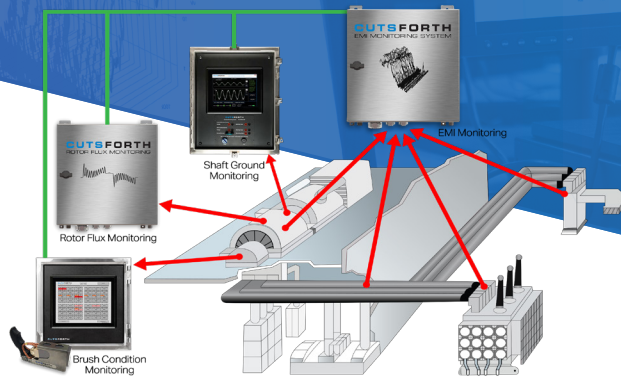 CUTSFORTH
EMI MONITORING SYSTEM
EMI Monitoring
Shaft Ground
Monitoring
CUTSFORTH
ROTOR FLUX MONITORING
Rotor Flux Monitoring
CUTSFORTH
Brush Condition
Monitoring